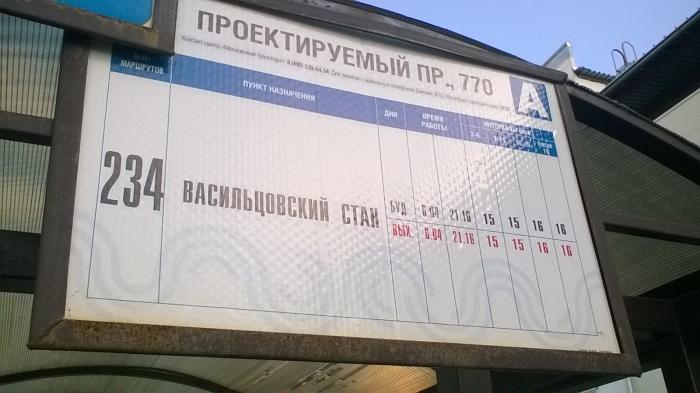 ПРОЕКТИРУЕМЫЙ ПР., 770
А
МАРШРУТОВ
ПУНКТ НАЗНАЧЕНИЯ
ДНИ
ВРЕМЯ РАБОТЫ
234 ВАСИЛЬЦОВСКИЙ СТАН
БУД. 6.04 21.16 15 15 16 16
ВЫХ. 6.04 21.16 15 15 16 16